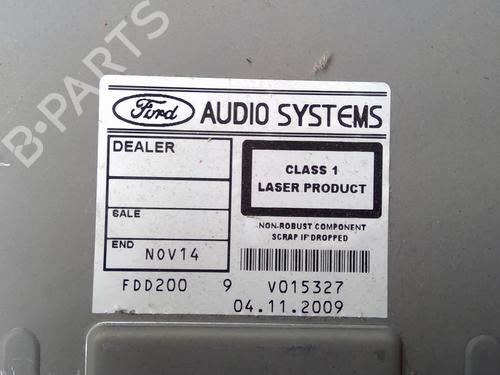 B-PARTS
Ford AUDIO SYSTEMS
DEALER
CLASS 1
LASER PRODUCT
SALE
NON-ROBUST COMPONENT
SCRAP IF DROPPED
END NOV14
FDD200 9 V015327
04.11.2009